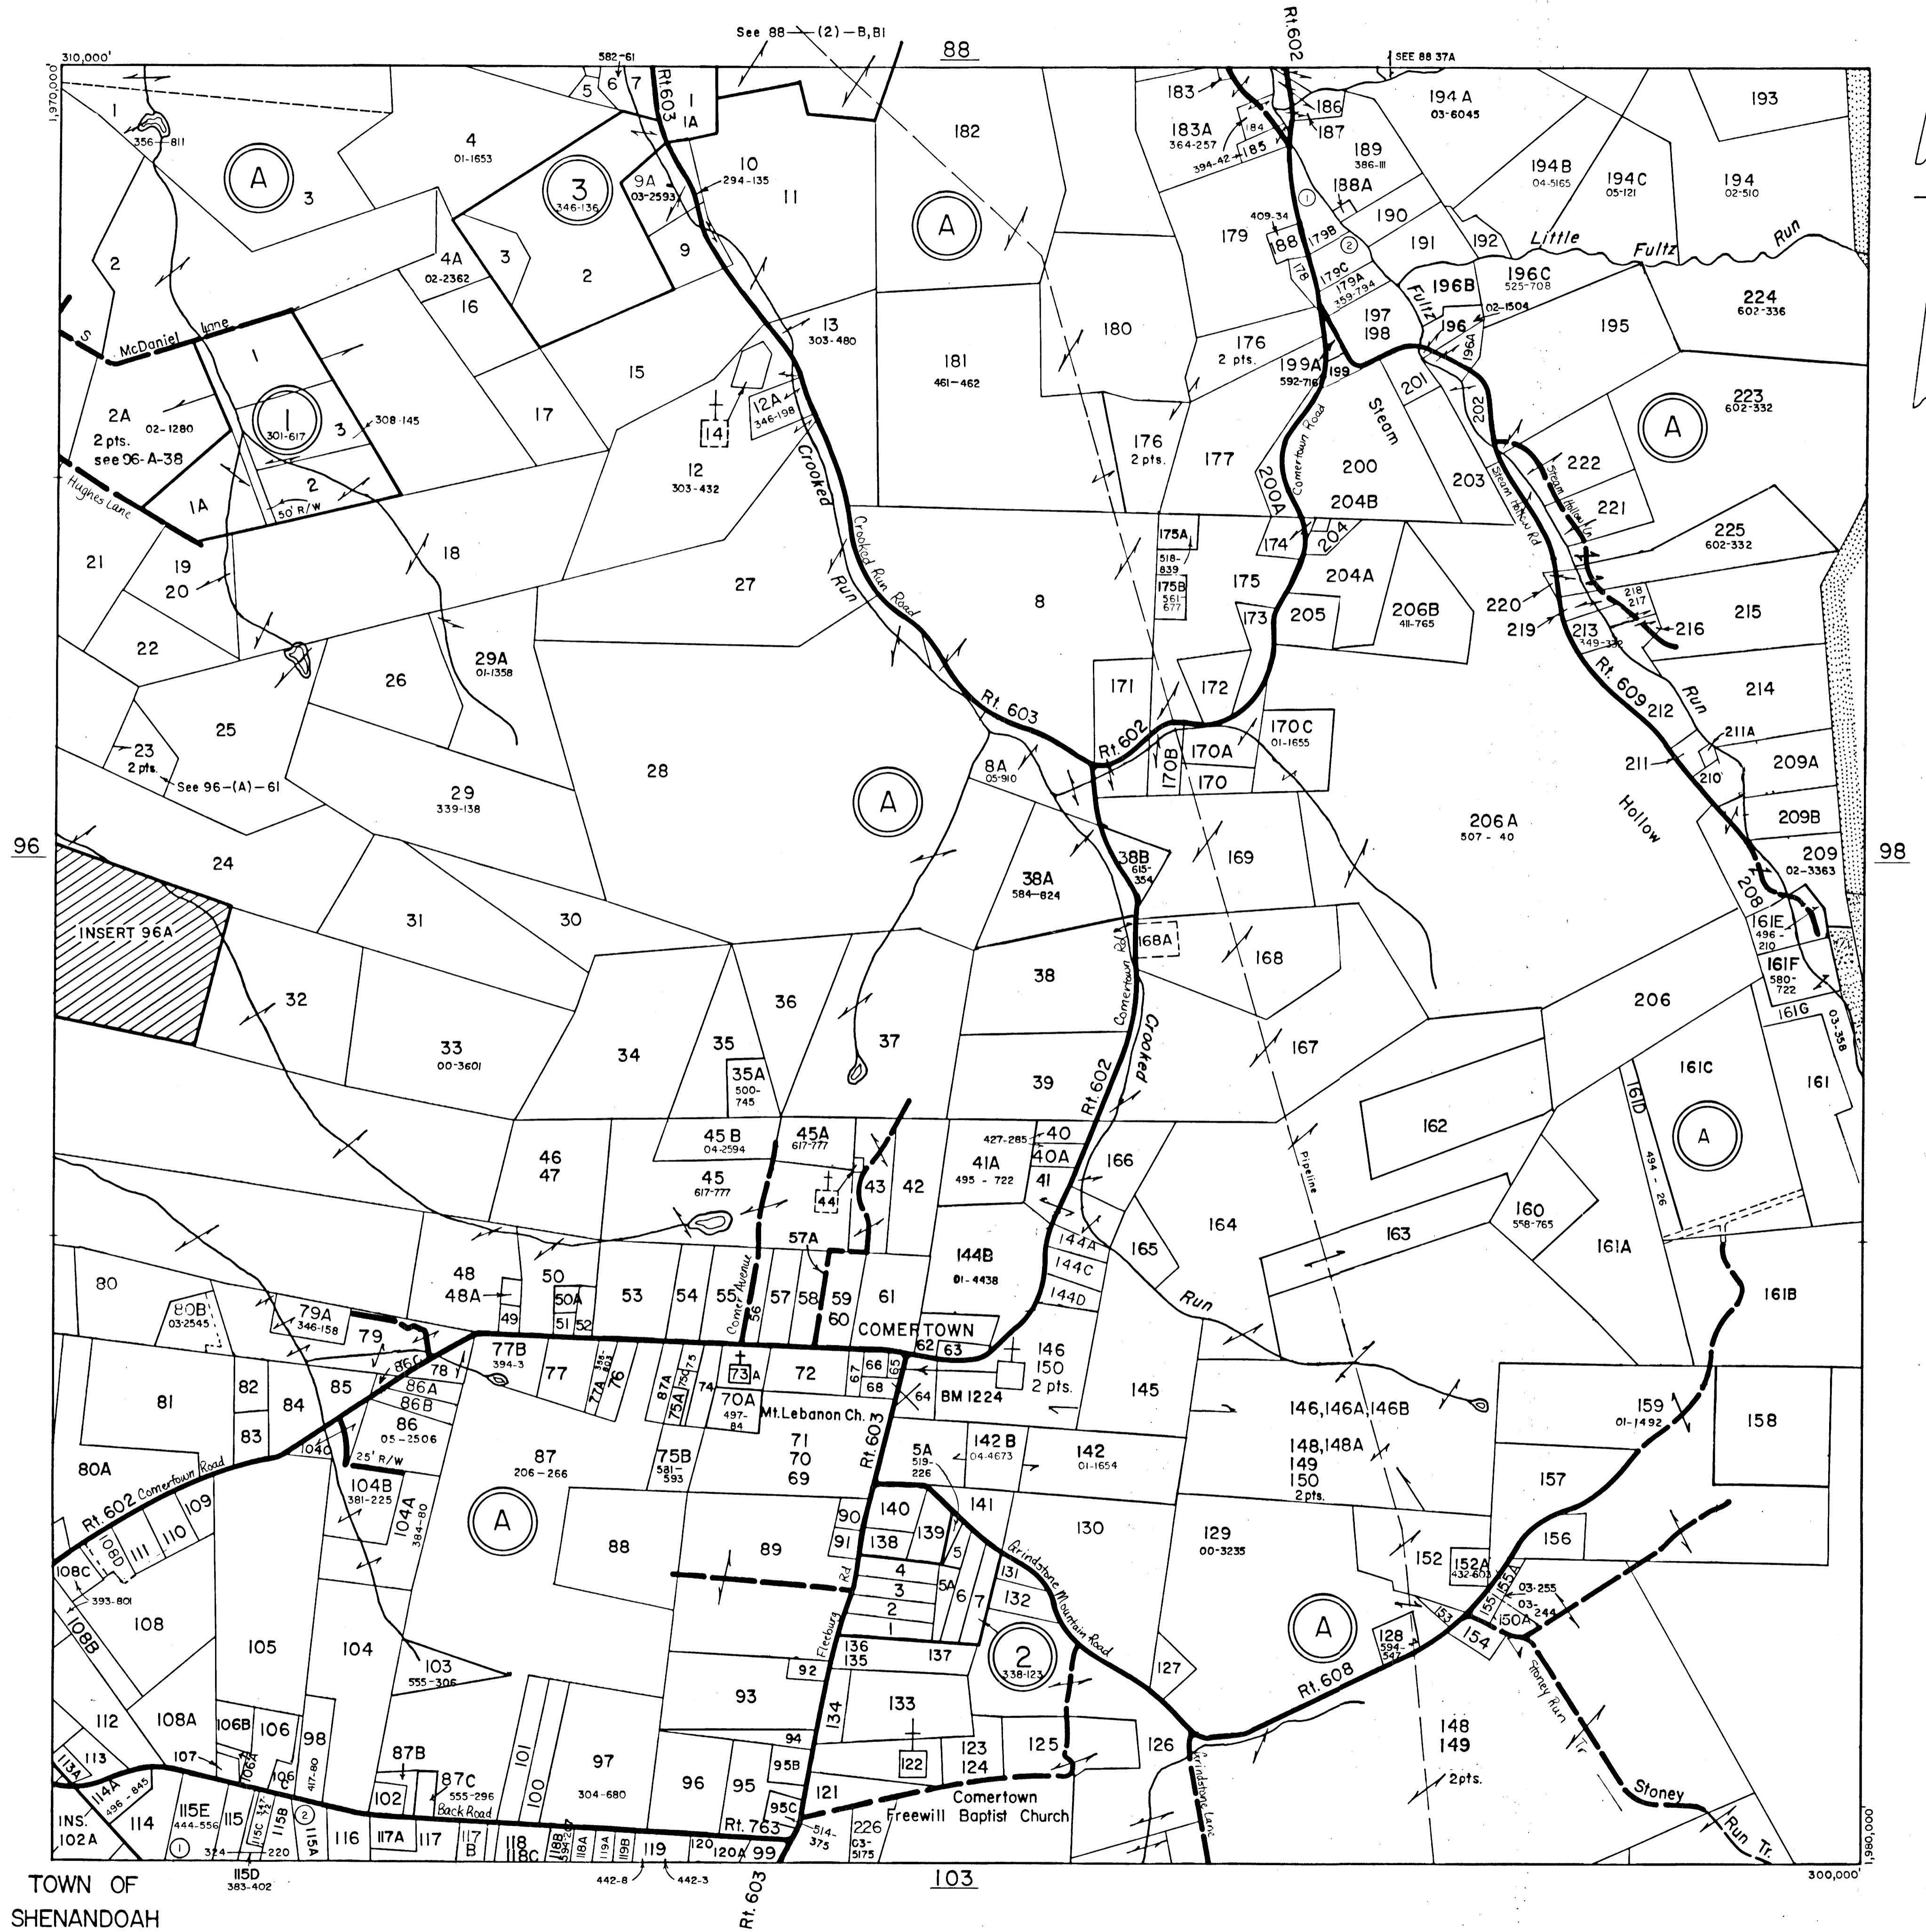 See 88—(2)—B,B1
88
Rt.602
SEE 88 37A
310,000'
1,970,000'
582-61
5
6
7
Rt.603
1
1A
1
356-811
A
3
4
01-1653
3
346-136
9A
03-2593
10
294-135
11
182
A
183
183A
364-257
184
394-42
185
186
187
194A
03-6045
193
189
386-111
188A
190
191
192
194B
04-5165
194C
05-121
194
02-510
Little
Fultz
Run
2
4A
02-2362
3
2
9
16
179
409-34
188
179B
1
2
178
179C
179A
359-794
Fultz
196B
196C
525-708
02-1504
196
196A
195
224
602-336
S
McDaniel Lane
1
13
303-480
15
17
181
461-462
180
176
2 pts.
199A
592-716
199
197
198
201
202
Steam
223
602-332
A
2A
2 pts.
02-1280
see 96-A-38
1
301-617
3
308-145
12A
346-198
14
12
303-432
Crooked
176
2 pts.
177
200A
Comertown Road
200
204B
203
222
221
Steam Hollow Rd
Steam Hollow Ln
Hughes Lane
1A
2
50' R/W
18
21
19
20
22
27
Crooked Run Road
Run
8
175A
518-
839
175B
561-
677
174
204
175
204A
173
205
206B
411-765
225
602-332
220
219
218
217
213
349-332
216
215
26
29A
01-1358
25
23
2 pts.
See 96-(A)-61
28
29
339-138
Rt. 603
171
172
Rt.602
170C
01-1655
170A
170B
170
8A
05-910
A
Rt. 609
212
Run
214
211A
211
210
209A
Hollow
209B
96
24
31
30
38A
584-824
38B
615-
354
169
206A
507-40
209
02-3363
98
208
161E
496-
210
161F
580-
722
161G
03-358
INSERT 96A
32
33
00-3601
34
35
35A
500-
745
36
37
38
Comertown Rd
168A
168
Crooked
167
206
39
Rt.602
161C
161D
494-26
161
A
162
46
47
45B
04-2594
45A
617-777
45
617-777
44
43
42
41A
495-722
427-285
40
40A
41
166
Pipeline
164
165
163
160
558-765
161A
161B
80
80B
03-2545
79A
346-158
79
48
48A
49
50
50A
51
52
53
54
55
Comer Avenue
56
57
57A
58
59
60
61
144B
01-4438
144A
144C
144D
Run
COMERTOWN
62
63
146
150
2 pts.
81
82
83
84
85
86C
78
86A
86B
86
05-2506
104C
25' R/W
77B
394-3
77
77A
76
87A
75A
75C
75
74
73A
72
70A
497-
84
67
66
65
68
64
BM 1224
Mt.Lebanon Ch.
71
70
69
145
146,146A,146B
148,148A
149
150
2 pts.
159
01-1492
158
80A
Rt. 602 Comertown Road
104B
381-225
104A
384-80
87
206-266
75B
581-
593
Rt.603
5A
519-
226
142B
04-4673
142
01-1654
157
156
108D
111
110
109
A
88
89
90
91
140
138
139
141
5
130
129
00-3235
152
152A
432-603
155
155A
03-255
03-
244
150A
153
154
108C
393-801
108
108B
105
104
103
555-306
Fleeburg
Rd
4
3
2
1
5A
6
7
131
132
Grindstone Mountain Road
2
338-123
136
135
137
92
A
128
594-
547
127
Rt. 608
Stoney Run
Tr.
112
108A
106B
106
98
107
106A
106
C
417-80
87B
87C
555-296
102
Back Road
101
100
97
304-680
93
94
96
95
95B
95C
134
133
123
124
122
125
126
148
149
2pts.
Grindstone Lane
113
113A
114A
496-845
INS.
102A
114
115E
444-556
1
115
115C
115B
2
115A
116
117A
117
117
B
118
118C
118B
118A
119A
119B
119
120
120A
99
Rt. 763
121
514-
375
226
03-
5175
Comertown
Freewill Baptist Church
Stoney
Run Tr.
324
220
115D
383-402
442-8
442-3
Rt. 603
103
300,000'
TOWN OF
SHENANDOAH